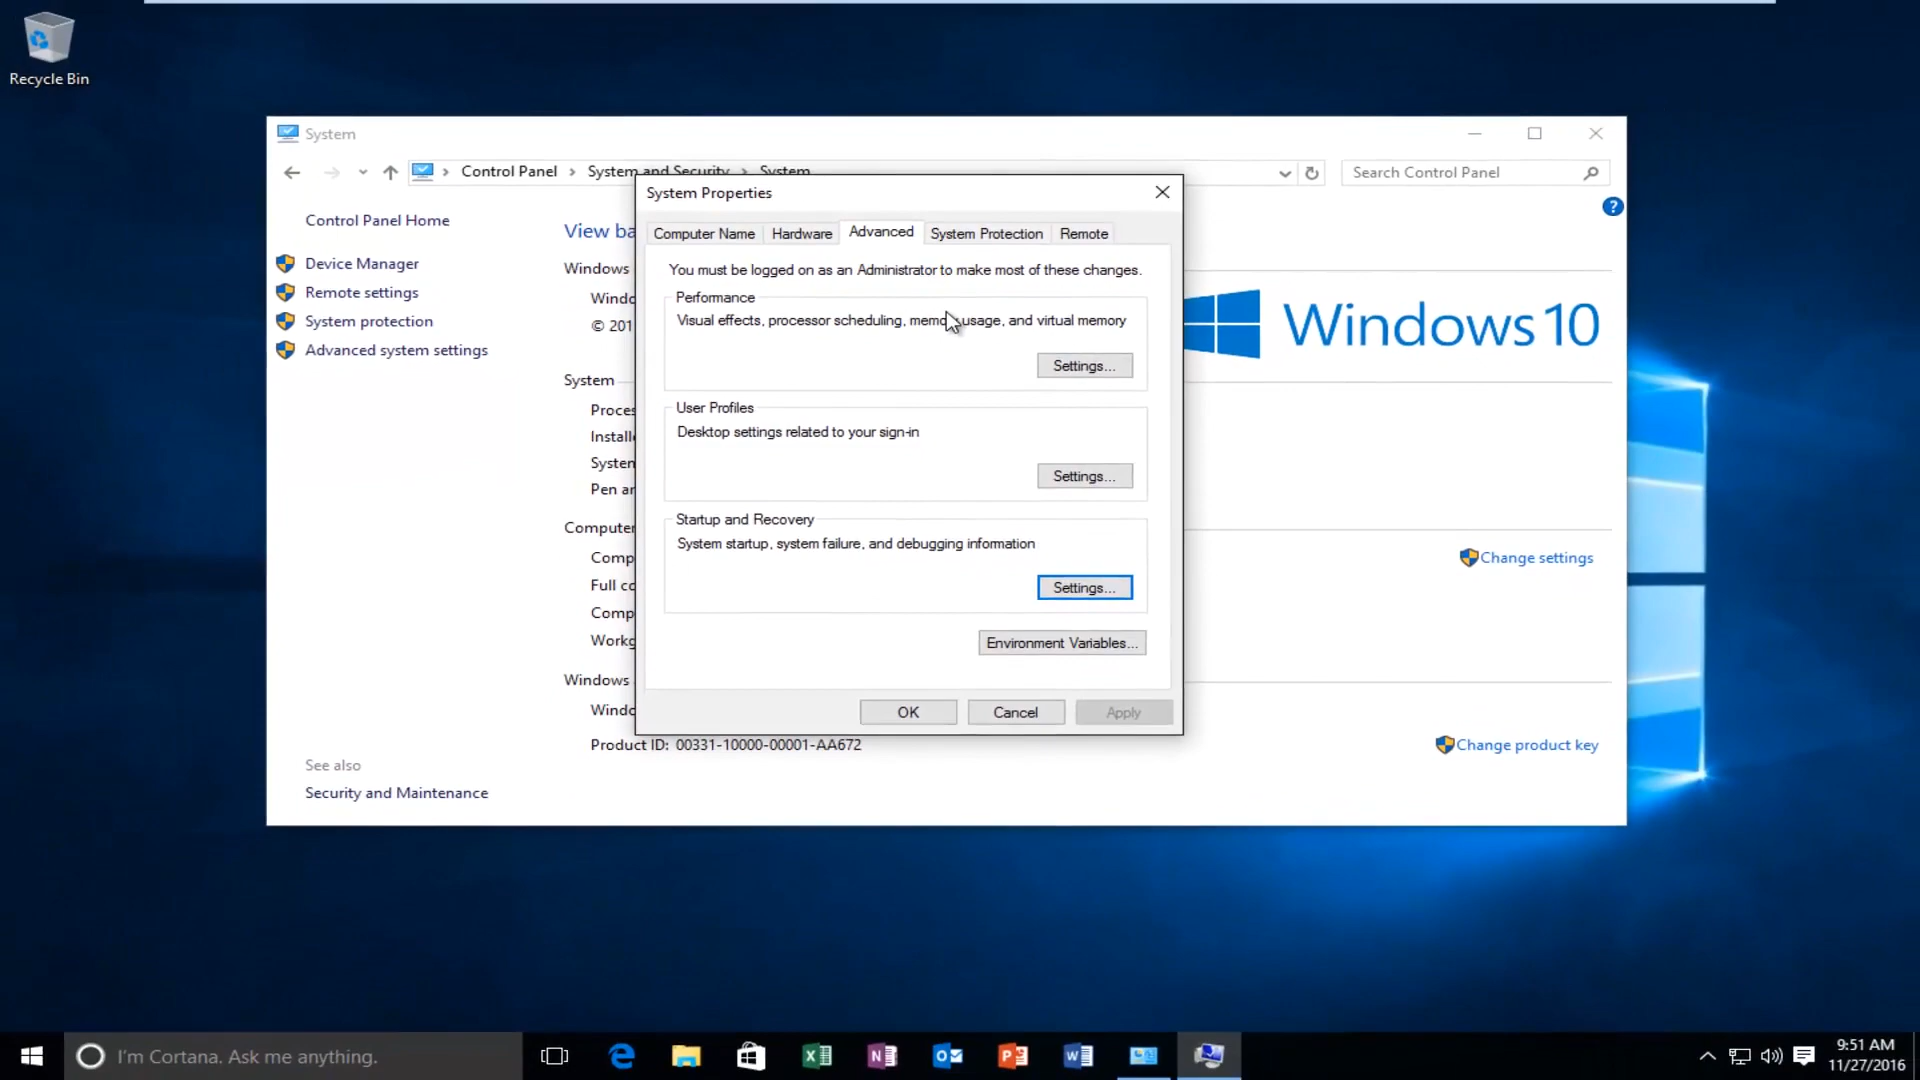 Recycle Bin
System
Control Panel
System and Security
System
Search Control Panel
Control Panel Home
Device Manager
Remote settings
System protection
Advanced system settings
See also
Security and Maintenance
View ba
Windows
Windo
© 201
System
Proces
Installe
System
Pen an
Computer
Comp
Full co
Comp
Workg
Windows
Windo
Product ID: 00331-10000-00001-AA672
Windows 10
Change settings
Change product key
System Properties
Computer Name
Hardware
Advanced
System Protection
Remote
You must be logged on as an Administrator to make most of these changes.
Performance
Visual effects, processor scheduling, memory usage, and virtual memory
Settings...
User Profiles
Desktop settings related to your sign-in
Settings...
Startup and Recovery
System startup, system failure, and debugging information
Settings...
Environment Variables...
OK
Cancel
Apply
I'm Cortana. Ask me anything.
9:51 AM
11/27/2016